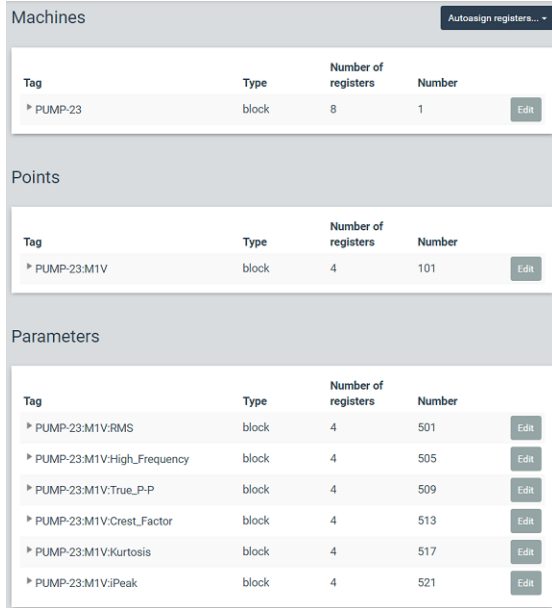 Machines
Autoasign registers...
Tag Type Number of registers Number
PUMP-23 block 8 1 Edit
Points
Tag Type Number of registers Number
PUMP-23:M1V block 4 101 Edit
Parameters
Tag Type Number of registers Number
PUMP-23:M1V:RMS block 4 501 Edit
PUMP-23:M1V:High_Frequency block 4 505 Edit
PUMP-23:M1V:True_P-P block 4 509 Edit
PUMP-23:M1V:Crest_Factor block 4 513 Edit
PUMP-23:M1V:Kurtosis block 4 517 Edit
PUMP-23:M1V:iPeak block 4 521 Edit